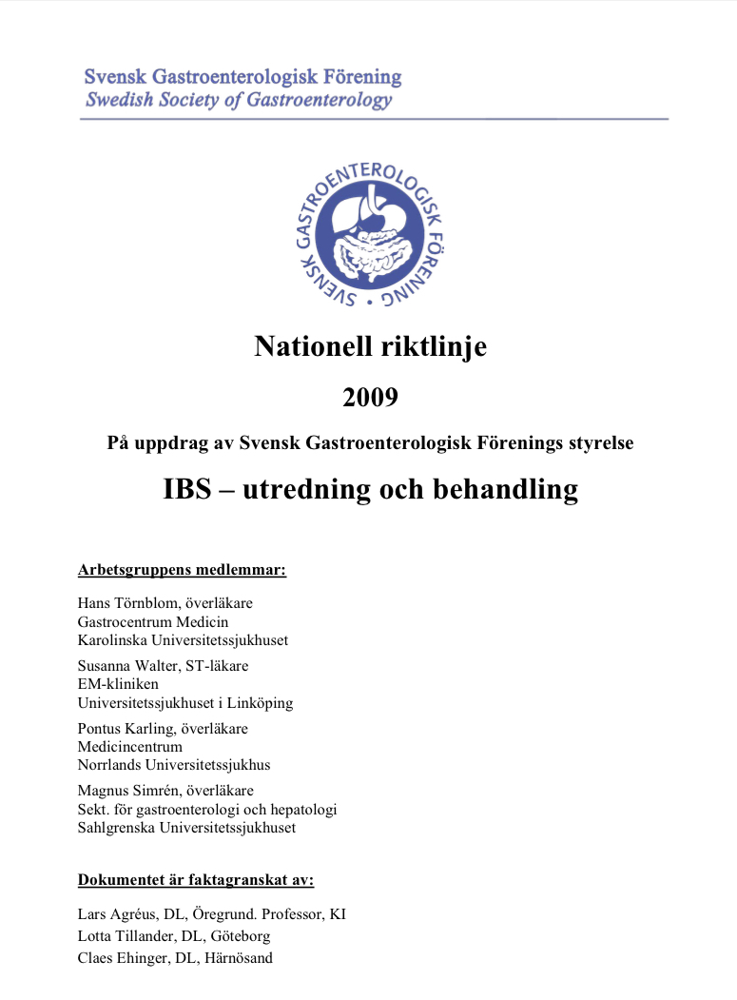 Svensk Gastroenterologisk Förening
Swedish Society of Gastroenterology
SVENSK GASTROENTEROLOGISK FÖRENING •
Nationell riktlinje
2009
På uppdrag av Svensk Gastroenterologisk Förenings styrelse
IBS – utredning och behandling
Arbetsgruppens medlemmar:
Hans Törnblom, överläkare
Gastrocentrum Medicin
Karolinska Universitetssjukhuset
Susanna Walter, ST-läkare
EM-kliniken
Universitetssjukhuset i Linköping
Pontus Karling, överläkare
Medicincentrum
Norrlands Universitetssjukhus
Magnus Simrén, överläkare
Sekt. för gastroenterologi och hepatologi
Sahlgrenska Universitetssjukhuset
Dokumentet är faktagranskat av:
Lars Agréus, DL, Öregrund. Professor, KI
Lotta Tillander, DL, Göteborg
Claes Ehinger, DL, Härnösand